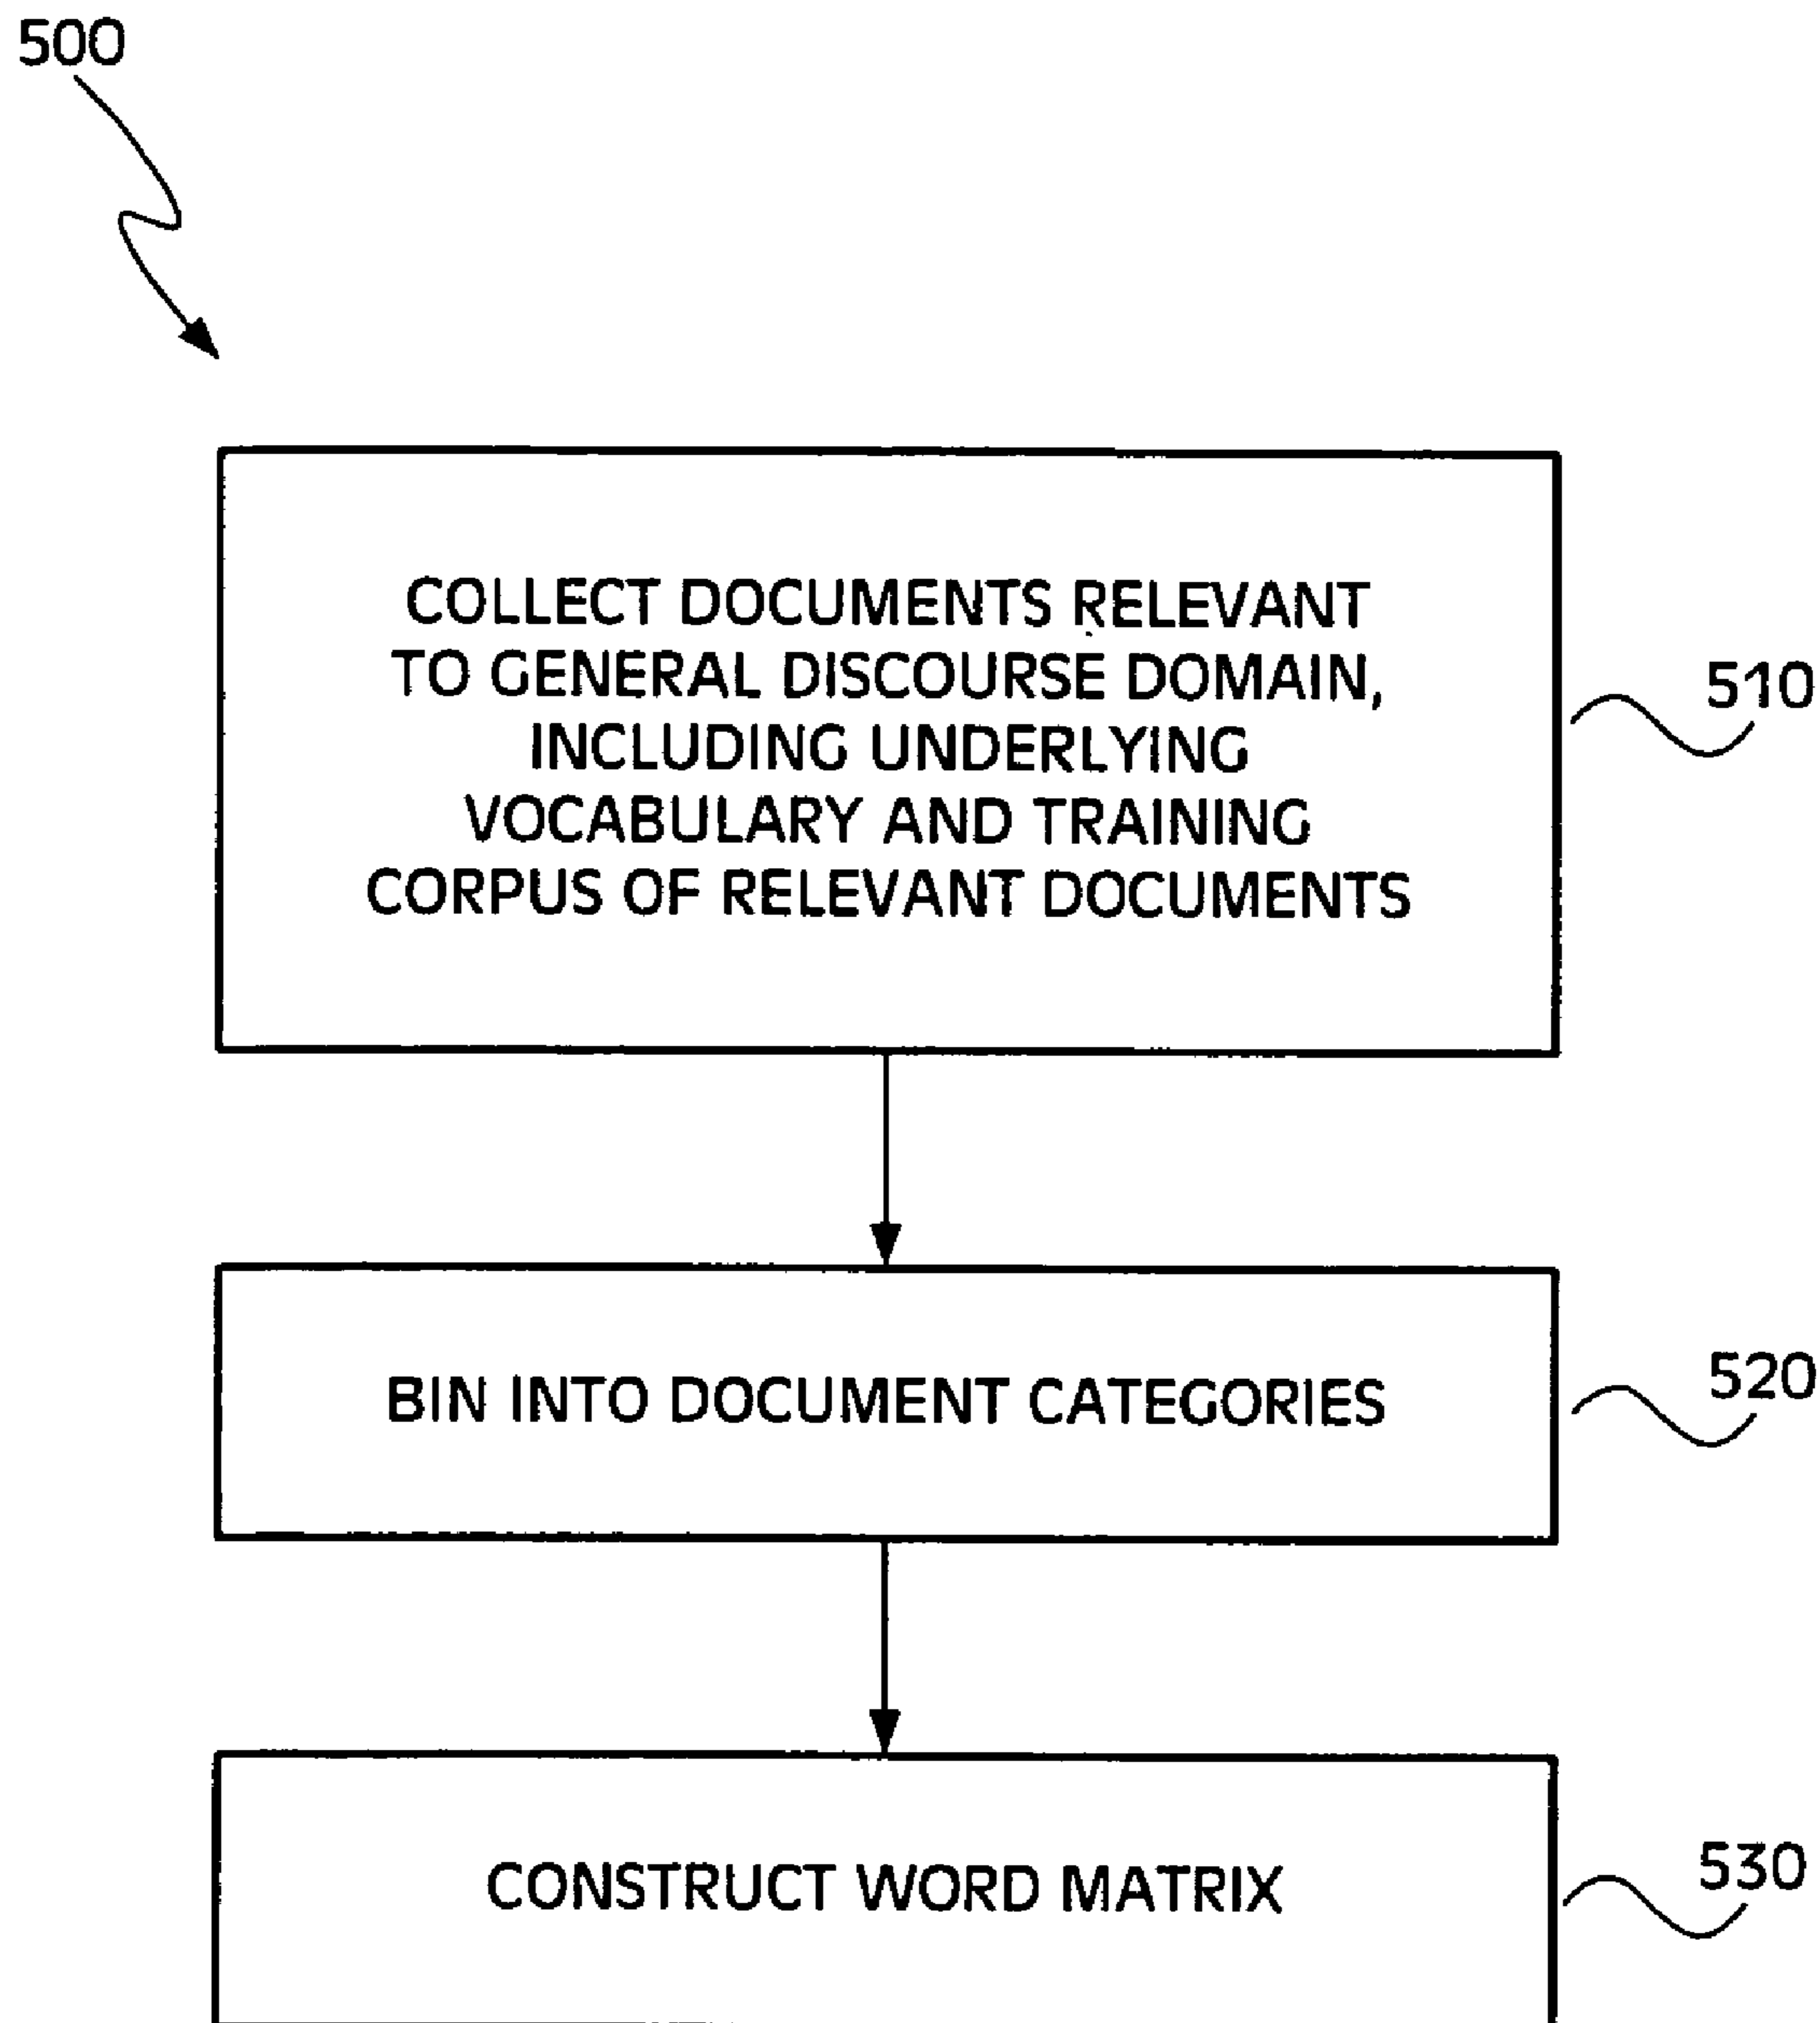 500
COLLECT DOCUMENTS RELEVANT
TO GENERAL DISCOURSE DOMAIN,
INCLUDING UNDERLYING
VOCABULARY AND TRAINING
CORPUS OF RELEVANT DOCUMENTS
510
BIN INTO DOCUMENT CATEGORIES
520
CONSTRUCT WORD MATRIX
530